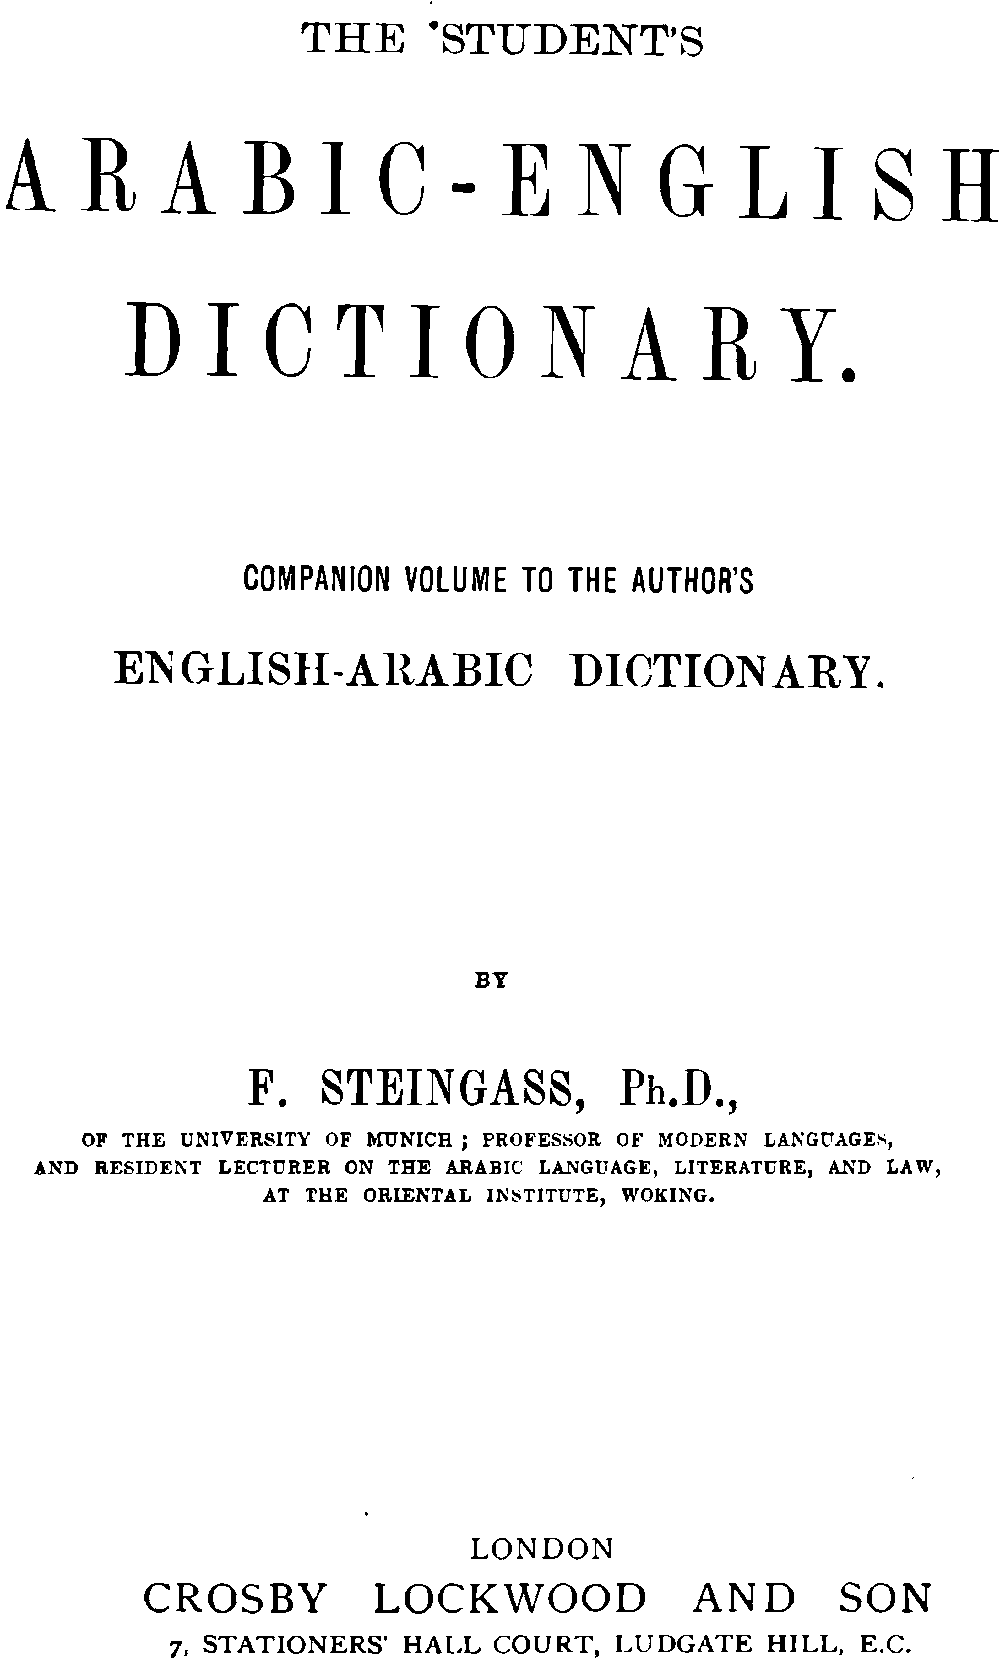 THE STUDENT'S
ARABIC-ENGLISH
DICTIONARY.
COMPANION VOLUME TO THE AUTHOR'S
ENGLISH-ARABIC DICTIONARY.
BY
F. STEINGASS, Ph.D.,
OF THE UNIVERSITY OF MUNICH; PROFESSOR OF MODERN LANGUAGES,
AND RESIDENT LECTURER ON THE ARABIC LANGUAGE, LITERATURE, AND LAW,
AT THE ORIENTAL INSTITUTE, WOKING.
LONDON
CROSBY LOCKWOOD AND SON
7, STATIONERS' HALL COURT, LUDGATE HILL, E.C.